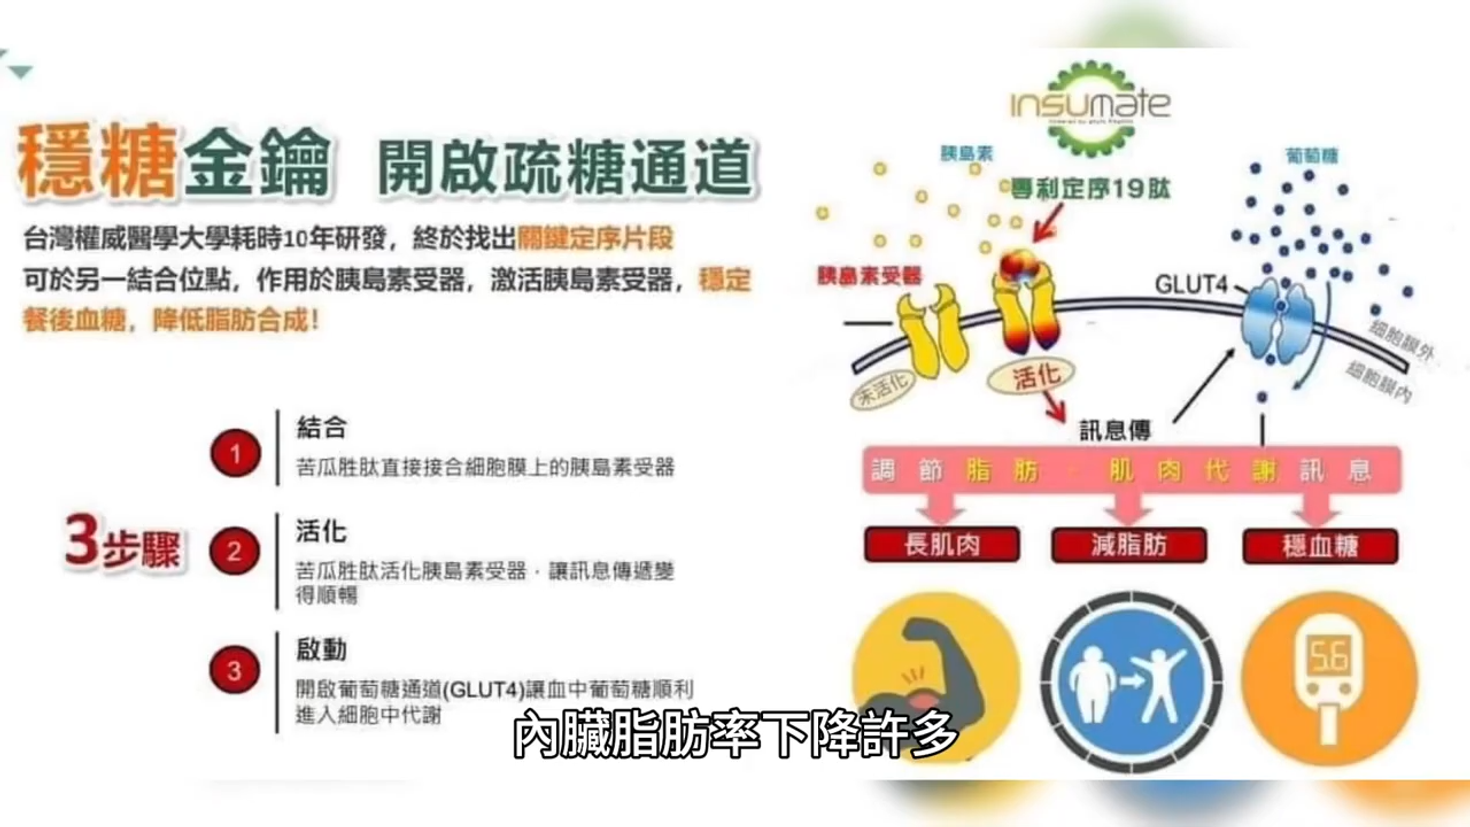 穩糖金鑰 開啟疏糖通道
台灣權威醫學大學耗時10年研發，終於找出關鍵定序片段
可於另一結合位點，作用於胰島素受器，激活胰島素受器，穩定
餐後血糖，降低脂肪合成！
3步驟
1
結合
苦瓜胜肽直接接合細胞膜上的胰島素受器
2
活化
苦瓜胜肽活化胰島素受器，讓訊息傳遞變
得順暢
3
啟動
開啟葡萄糖通道(GLUT4)讓血中葡萄糖順利
進入細胞中代謝
insumate
胰島素
葡萄糖
專利定序19肽
胰島素受器
GLUT4
細胞膜外
細胞膜內
未活化
活化
訊息傳
調節脂肪．肌肉代謝訊息
長肌肉
減脂肪
穩血糖
5.6
內臟脂肪率下降許多